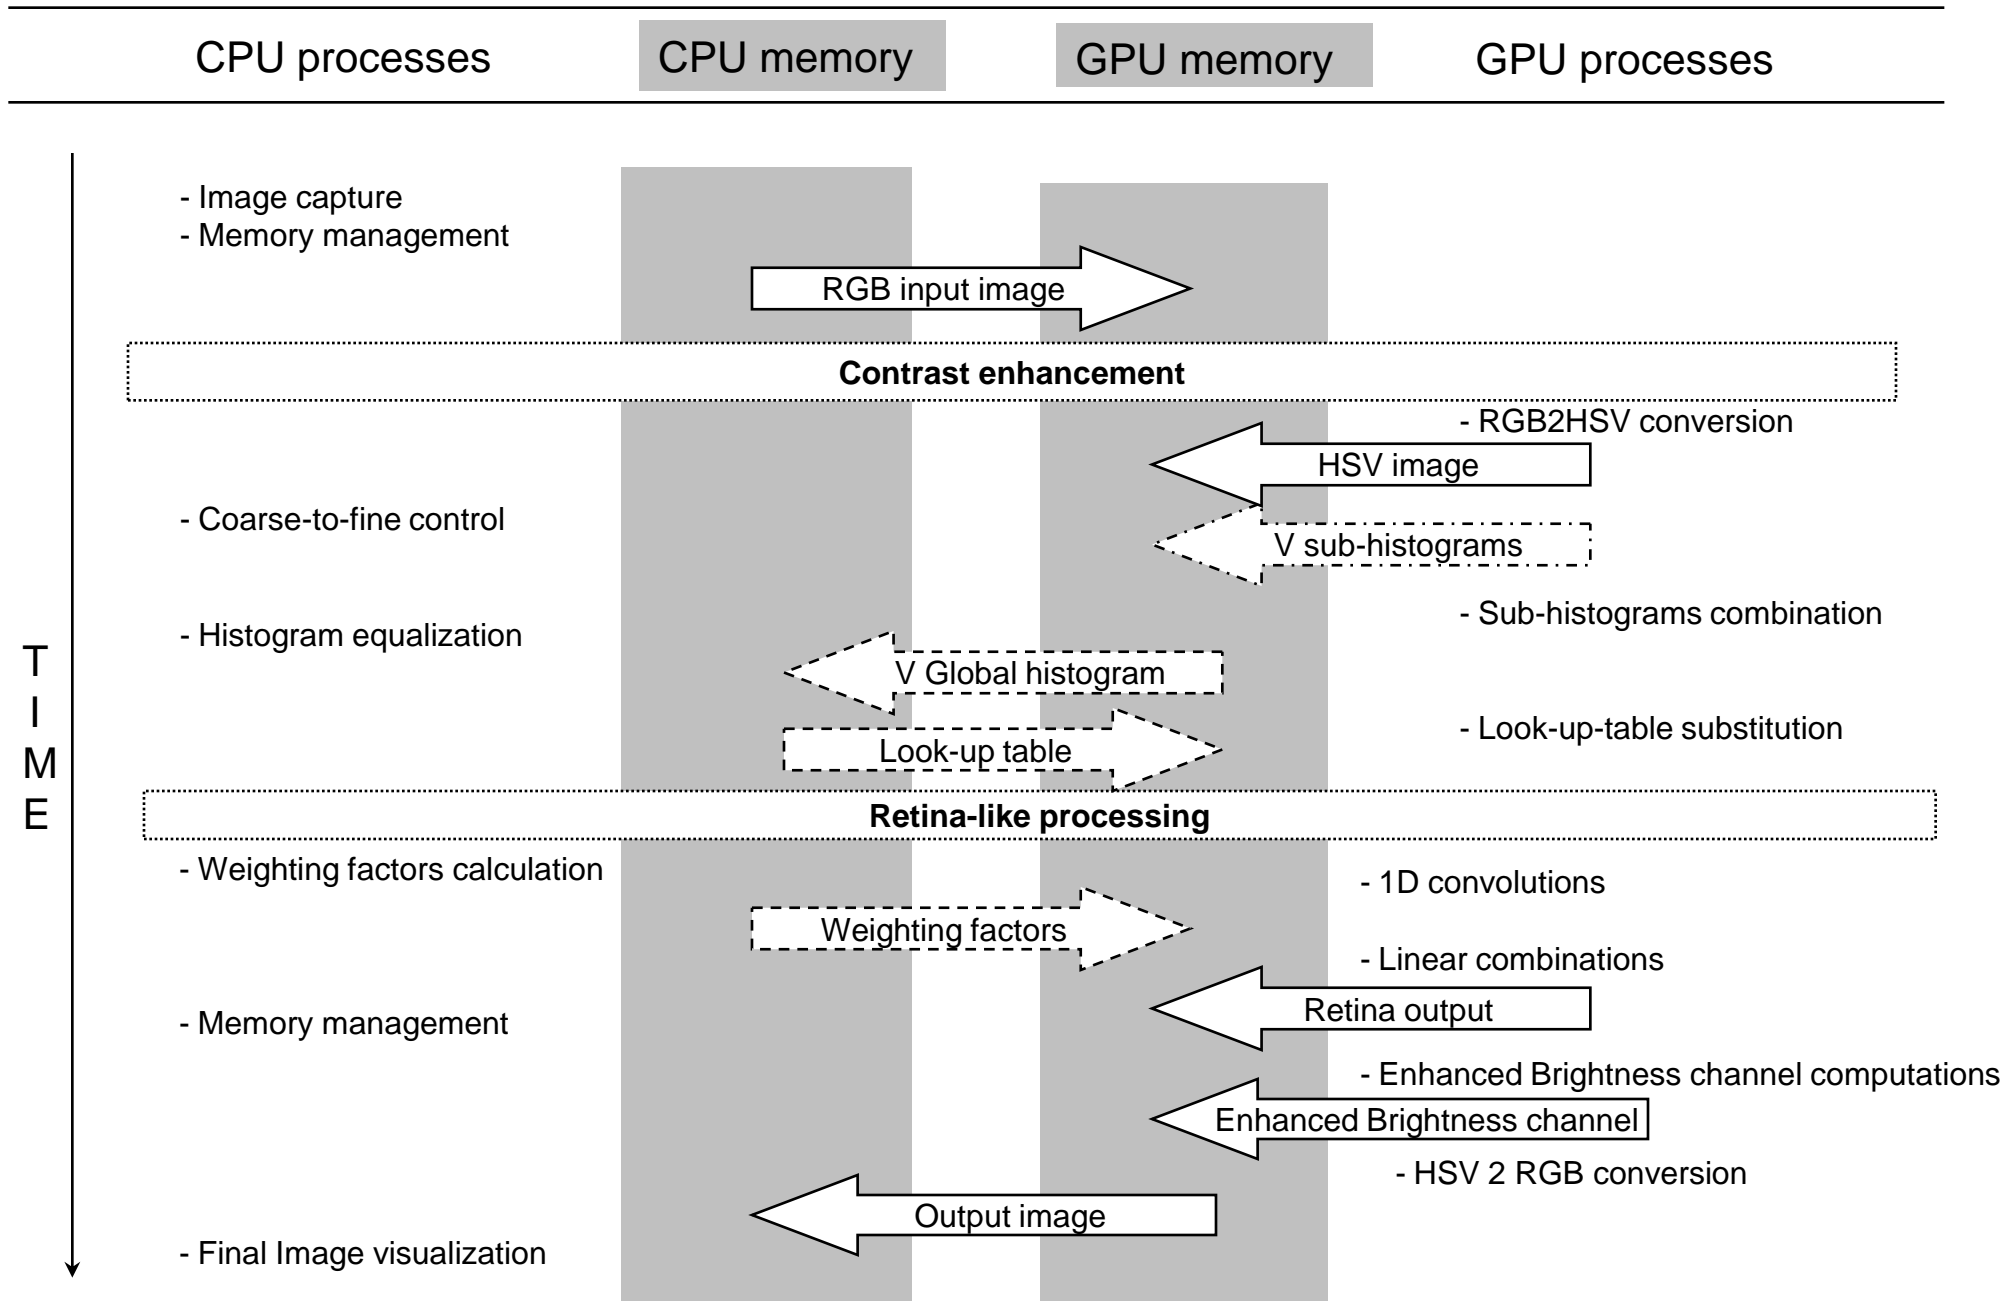 CPU processes
CPU memory
GPU memory
GPU processes
- Image capture
- Memory management
RGB input image
Contrast enhancement
- RGB2HSV conversion
HSV image
- Coarse-to-fine control
V sub-histograms
- Sub-histograms combination
- Histogram equalization
V Global histogram
- Look-up-table substitution
Look-up table
TIME
Retina-like processing
- Weighting factors calculation
- 1D convolutions
Weighting factors
- Linear combinations
Retina output
- Memory management
- Enhanced Brightness channel computations
Enhanced Brightness channel
- HSV 2 RGB conversion
Output image
- Final Image visualization